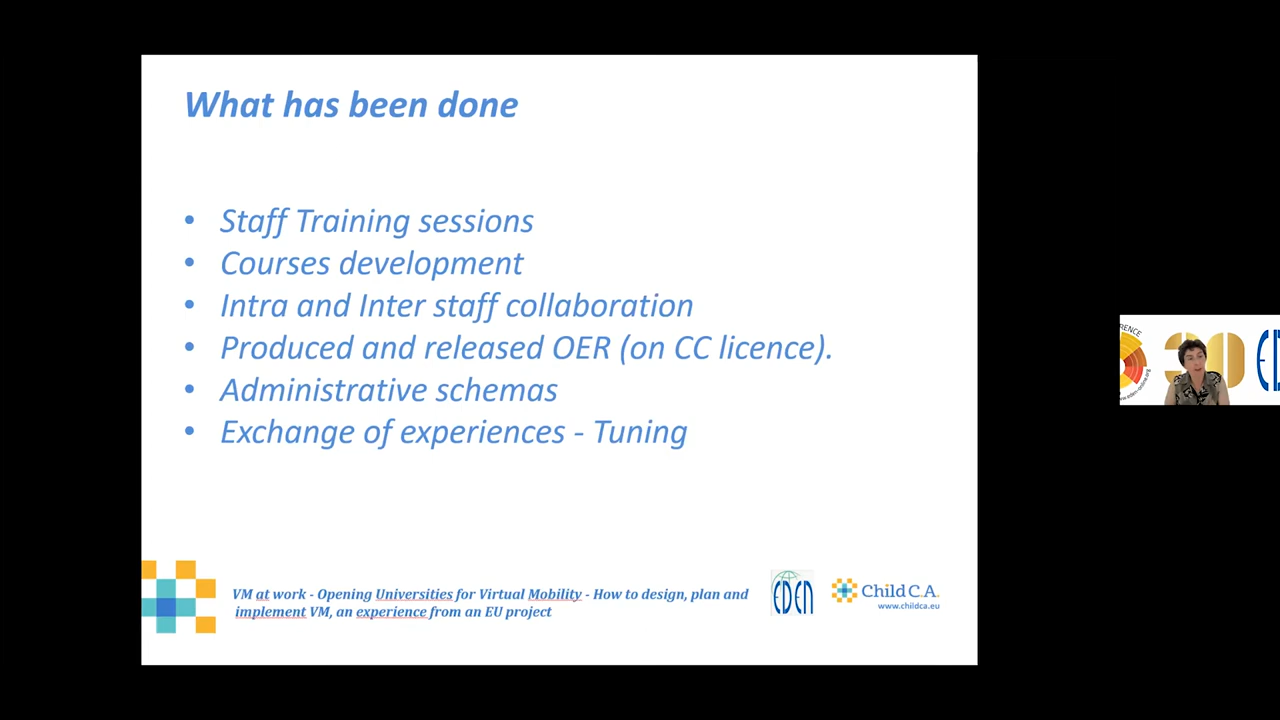 What has been done
• Staff Training sessions
• Courses development
• Intra and Inter staff collaboration
• Produced and released OER (on CC licence).
• Administrative schemas
• Exchange of experiences - Tuning
VM at work - Opening Universities for Virtual Mobility - How to design, plan and
implement VM, an experience from an EU project
EDEN
Child C.A.
www.childca.eu
30